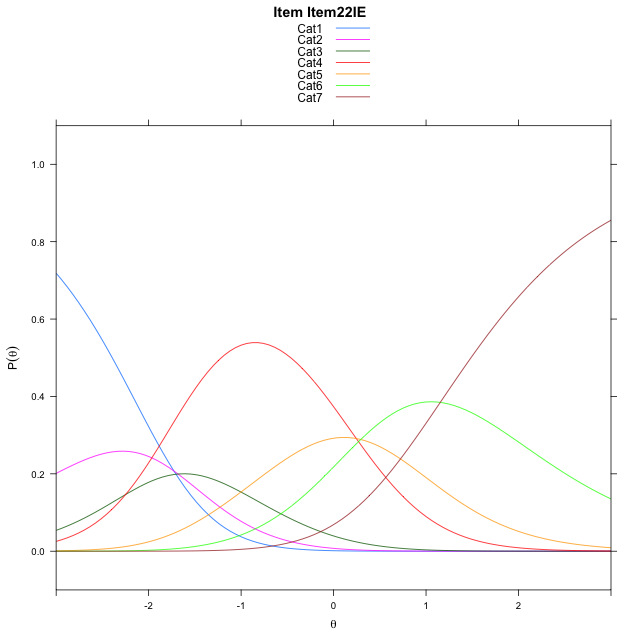 Item Item22IE
Cat1
Cat2
Cat3
Cat4
Cat5
Cat6
Cat7
1.0
0.8
0.6
0.4
0.2
0.0
P(θ)
-2 -1 0 1 2
θ